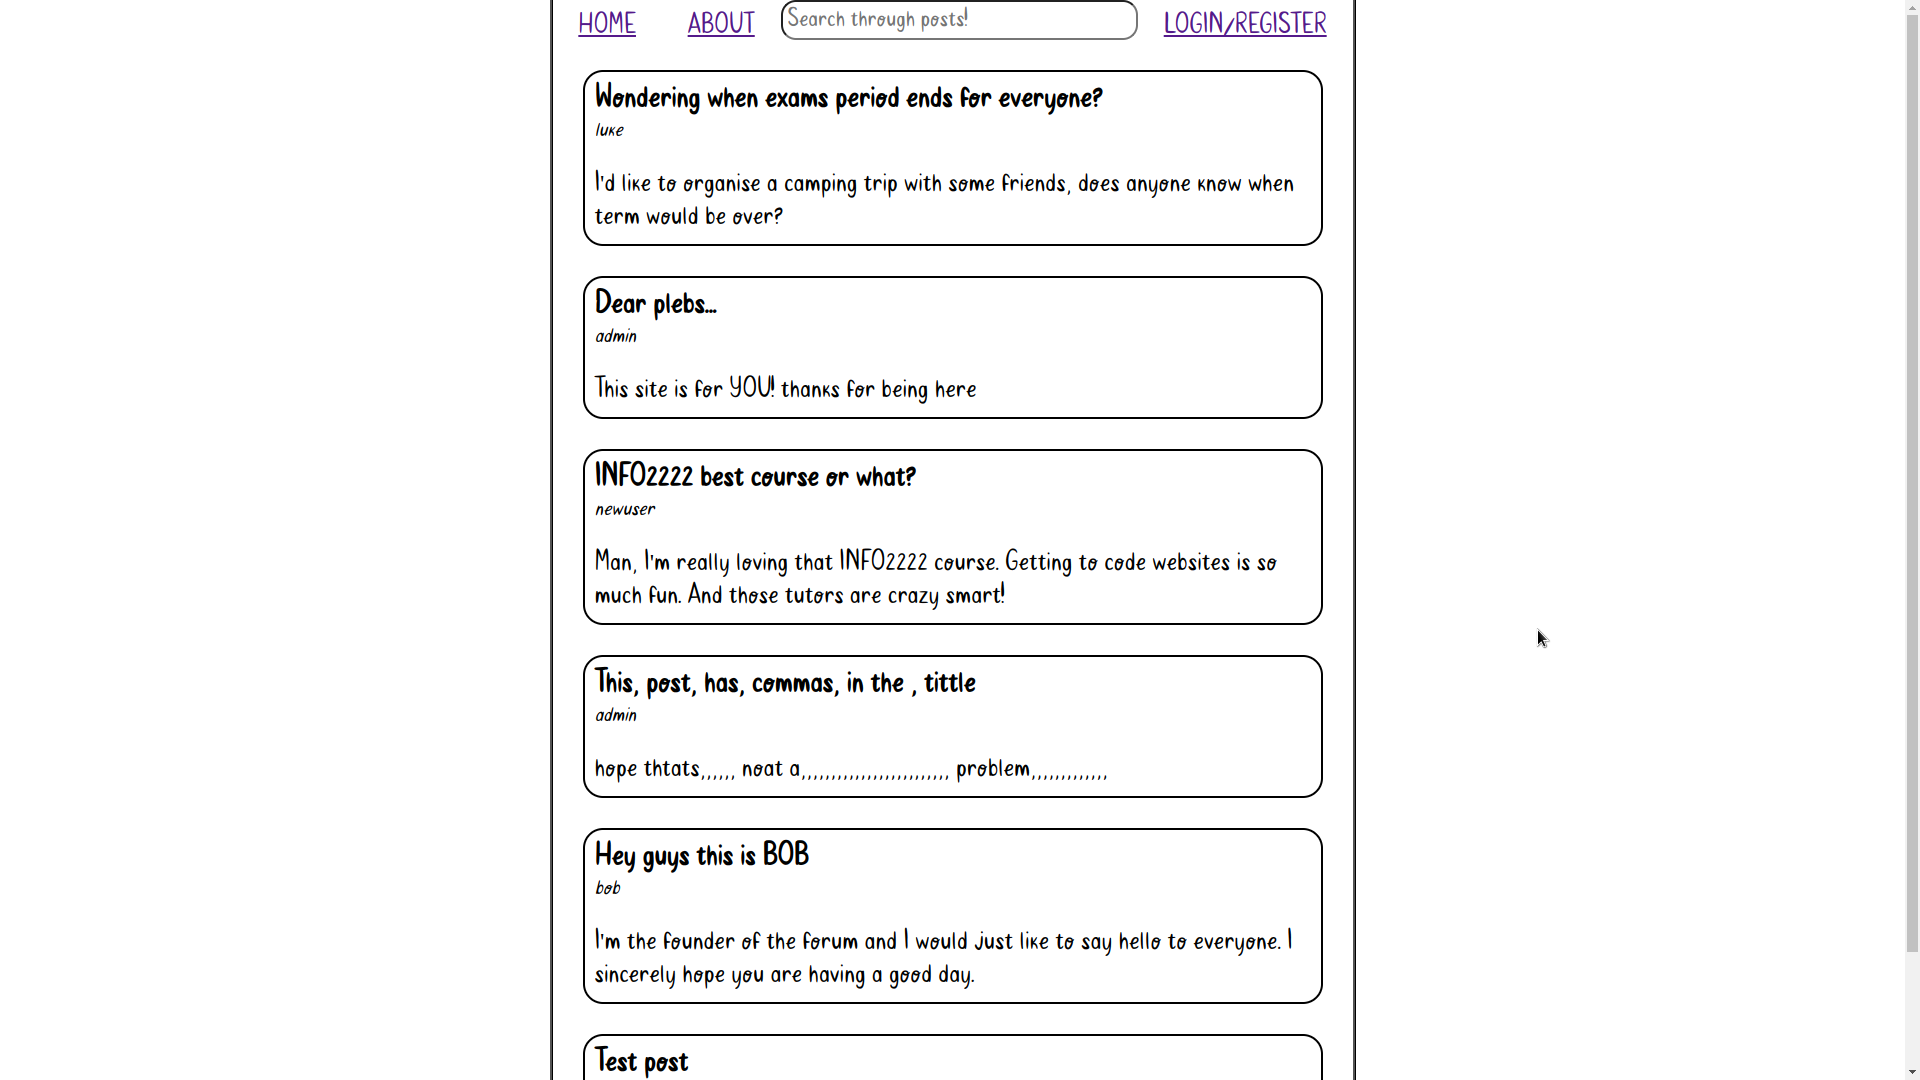 HOME ABOUT Search through posts! LOGIN/REGISTER
Wondering when exams period ends for everyone?
luke
I'd like to organise a camping trip with some friends, does anyone know when
term would be over?
Dear plebs...
admin
This site is for YOU! thanks for being here
INFO2222 best course or what?
newuser
Man, I'm really loving that INFO2222 course. Getting to code websites is so
much fun. And those tutors are crazy smart!
This, post, has, commas, in the , tittle
admin
hope thtats,,,,,, noat a,,,,,,,,,,,,,,,,,,,,,,,,, problem,,,,,,,,,,,,,
Hey guys this is BOB
bob
I'm the founder of the forum and I would just like to say hello to everyone. I
sincerely hope you are having a good day.
Test post